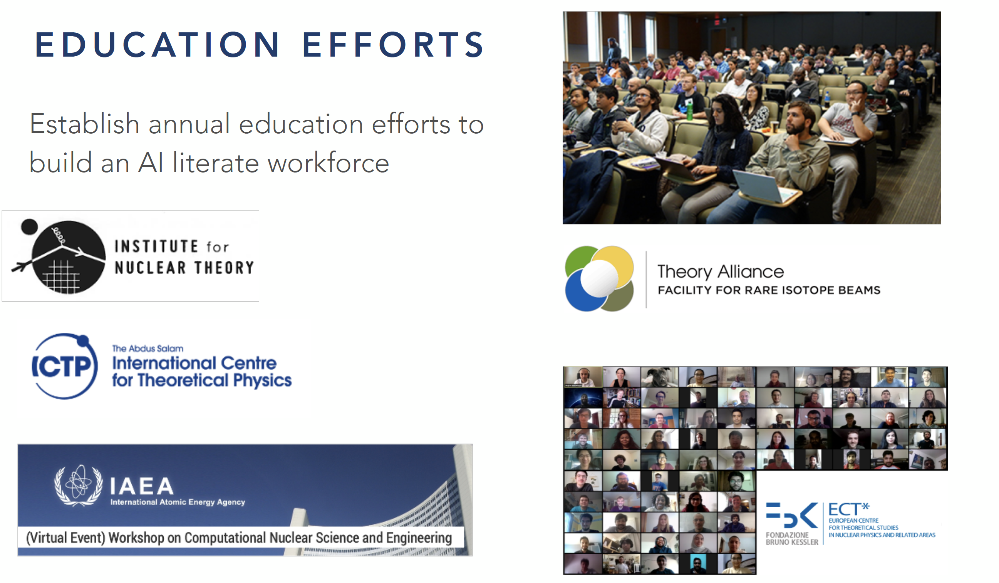 EDUCATION EFFORTS
Establish annual education efforts to
build an AI literate workforce
INSTITUTE for
NUCLEAR THEORY
Theory Alliance
FACILITY FOR RARE ISOTOPE BEAMS
ICTP
The Abdus Salam
International Centre
for Theoretical Physics
IAEA
International Atomic Energy Agency
(Virtual Event) Workshop on Computational Nuclear Science and Engineering
FBK
FONDAZIONE
BRUNO KESSLER
ECT*
EUROPEAN CENTRE
FOR THEORETICAL STUDIES
IN NUCLEAR PHYSICS AND RELATED AREAS